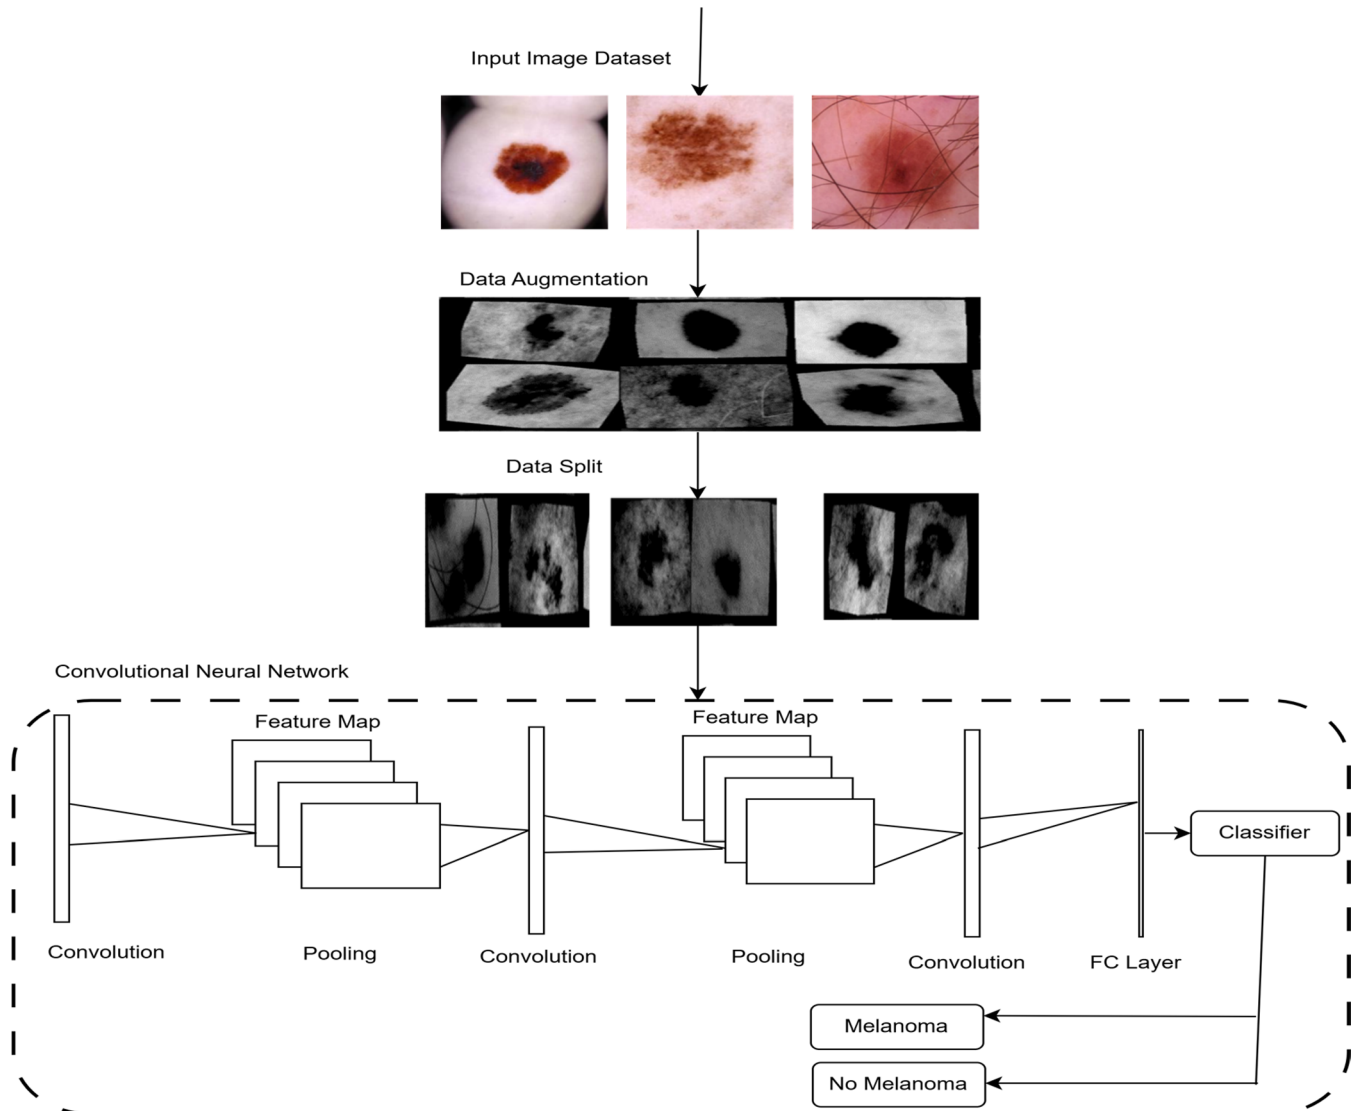 Input Image Dataset
Data Augmentation
Data Split
Convolutional Neural Network
Feature Map
Feature Map
Classifier
Convolution
Pooling
Convolution
Pooling
Convolution
FC Layer
Melanoma
No Melanoma